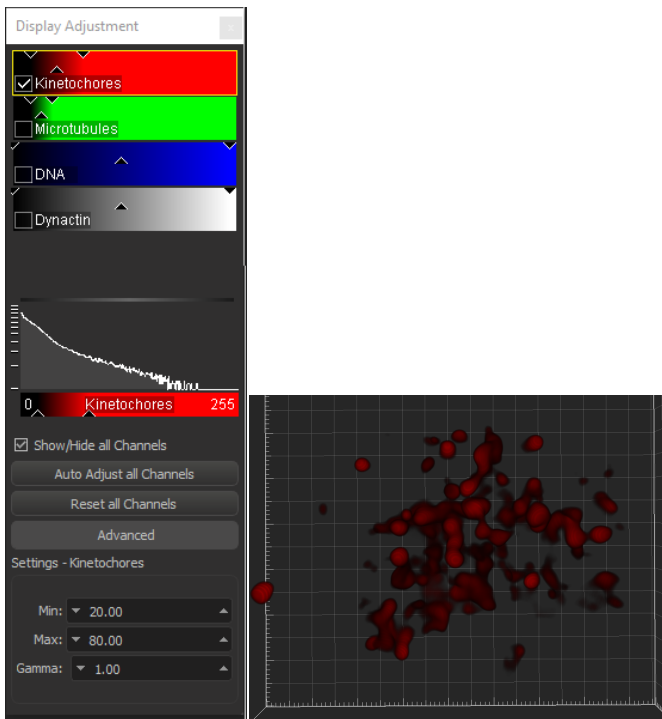 Display Adjustment
Kinetochores
Microtubules
DNA
Dynactin
0 Kinetochores 255
Show/Hide all Channels
Auto Adjust all Channels
Reset all Channels
Advanced
Settings - Kinetochores
Min: 20.00
Max: 80.00
Gamma: 1.00